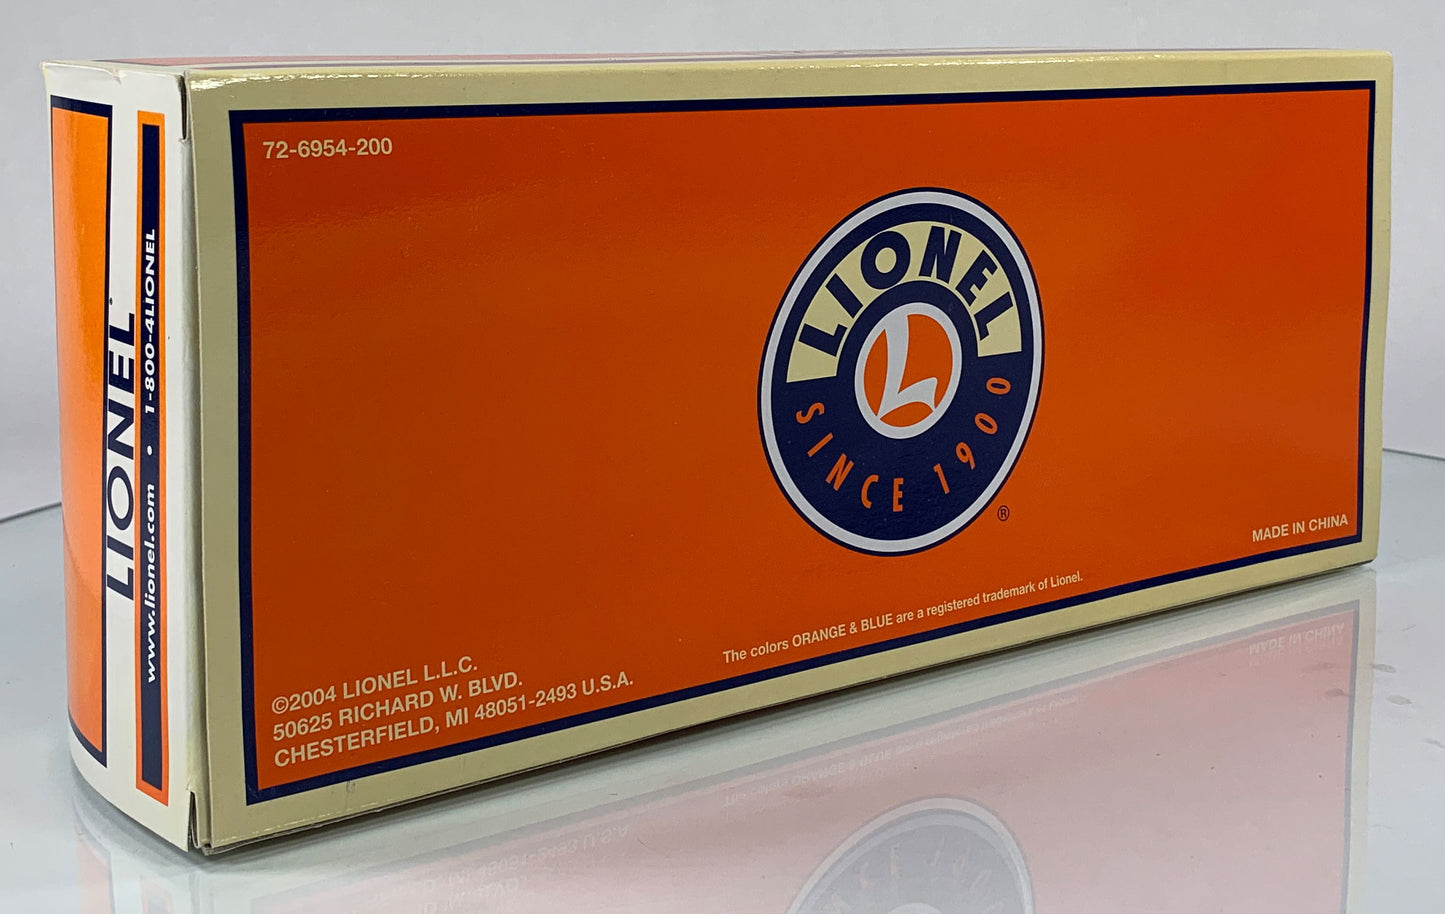 72-6954-200
LIONEL
SINCE 1900
®
MADE IN CHINA
The colors ORANGE & BLUE are a registered trademark of Lionel.
©2004 LIONEL L.L.C.
50625 RICHARD W. BLVD.
CHESTERFIELD, MI 48051-2493 U.S.A.
LIONEL®
www.lionel.com • 1-800-4LIONEL